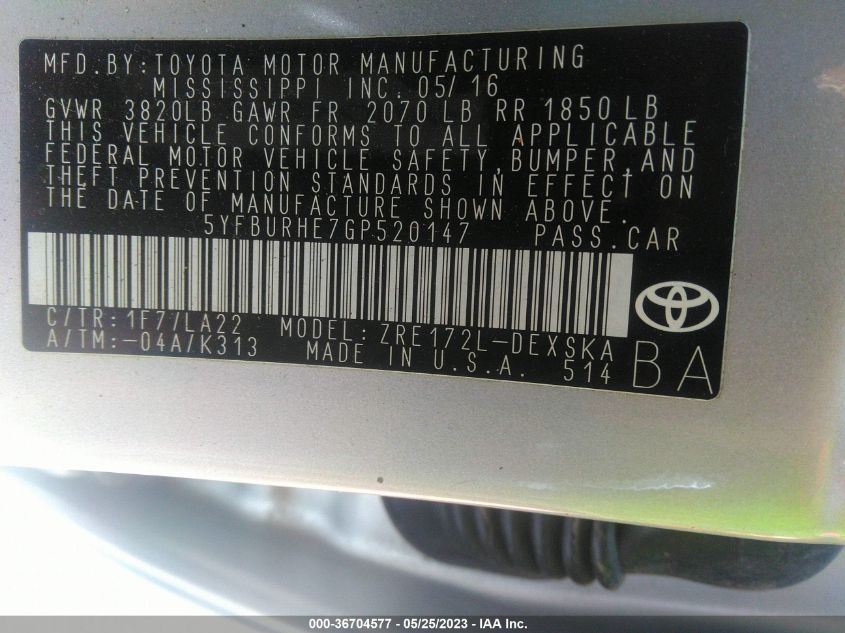 MFD. BY: TOYOTA MOTOR MANUFACTURING
MISSISSIPPI INC. 05/16
GVWR 3820LB GAWR FR 2070 LB RR 1850 LB
THIS VEHICLE CONFORMS TO ALL APPLICABLE
FEDERAL MOTOR VEHICLE SAFETY, BUMPER, AND
THEFT PREVENTION STANDARDS IN EFFECT ON
THE DATE OF MANUFACTURE SHOWN ABOVE.
5YFBURHE7GP520147 PASS. CAR
C/TR: 1F7/LA22 MODEL: ZRE172L-DEXSKA
A/TM: -04A/K313 MADE IN U.S.A. 514
BA
000-36704577 - 05/25/2023 - IAA Inc.